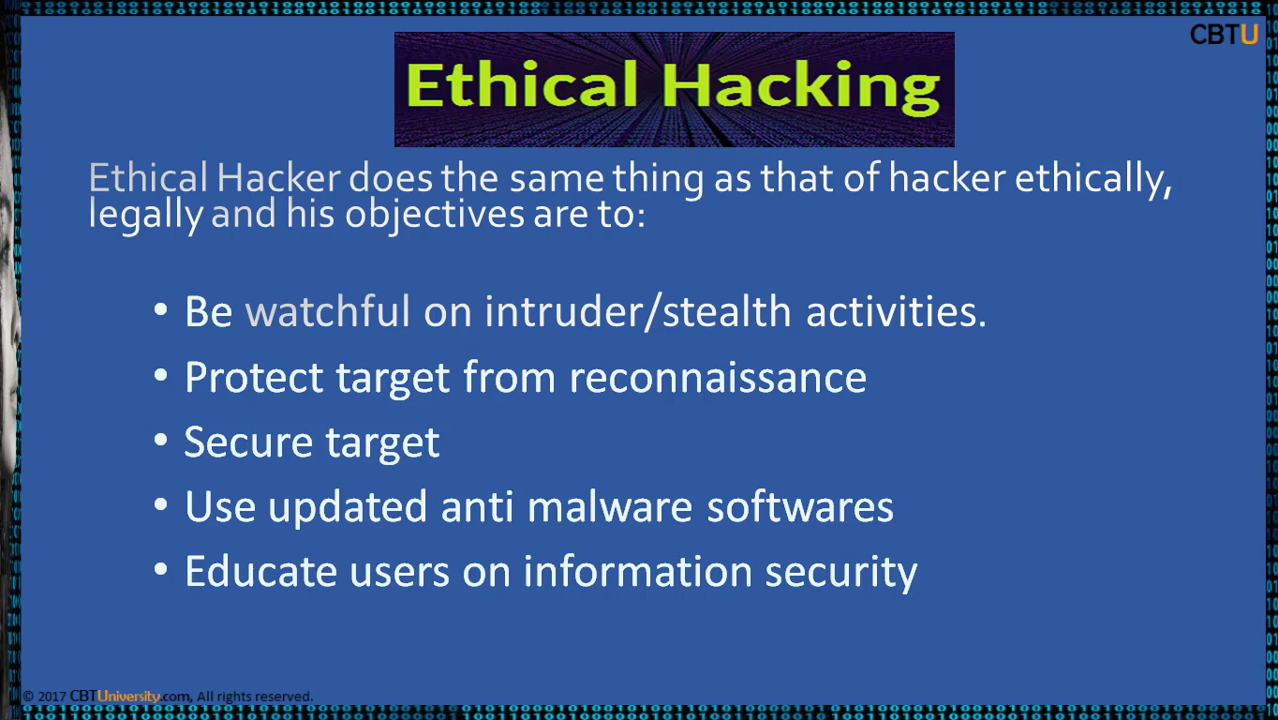 CBTU
Ethical Hacking
Ethical Hacker does the same thing as that of hacker ethically,
legally and his objectives are to:
• Be watchful on intruder/stealth activities.
• Protect target from reconnaissance
• Secure target
• Use updated anti malware softwares
• Educate users on information security
© 2017 CBTUniversity.com, All rights reserved.